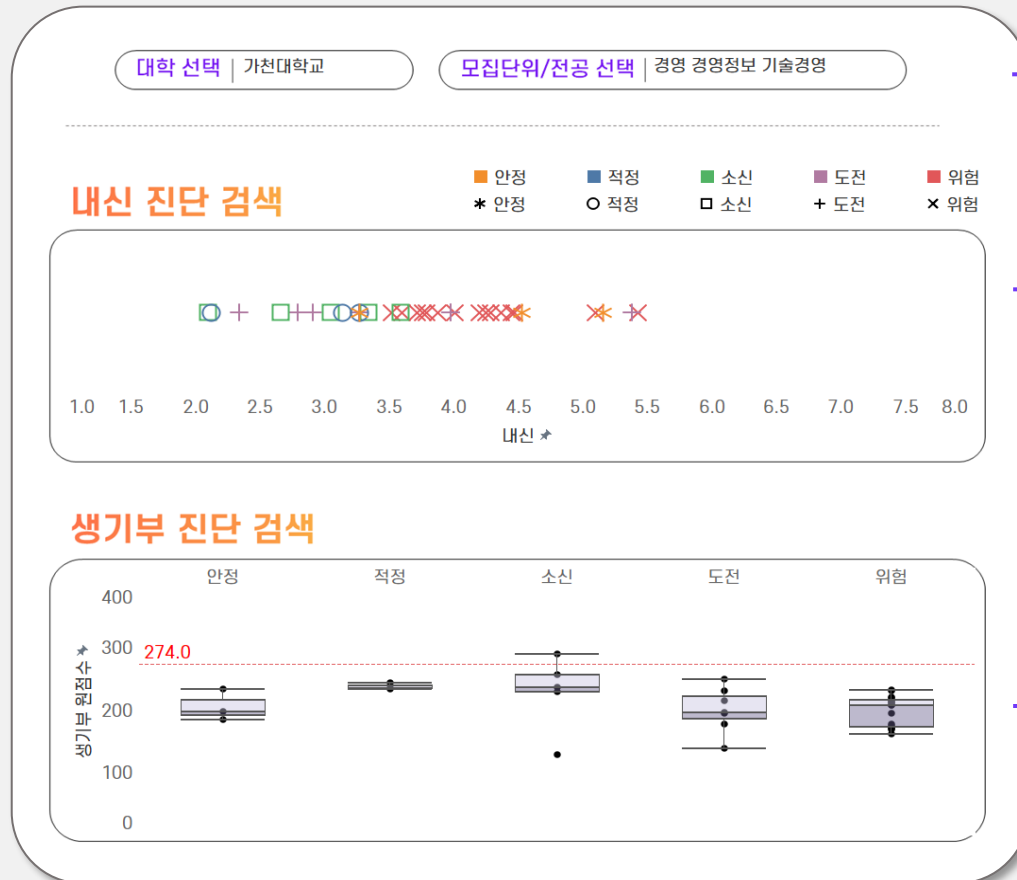 대학 선택 | 가천대학교
모집단위/전공 선택 | 경영 경영정보 기술경영
내신 진단 검색
안정 적정 소신 도전 위험
안정 적정 소신 도전 위험
1.0 1.5 2.0 2.5 3.0 3.5 4.0 4.5 5.0 5.5 6.0 6.5 7.0 7.5 8.0
내신
생기부 진단 검색
안정 적정 소신 도전 위험
생기부 원점수
400
300
274.0
200
100
0